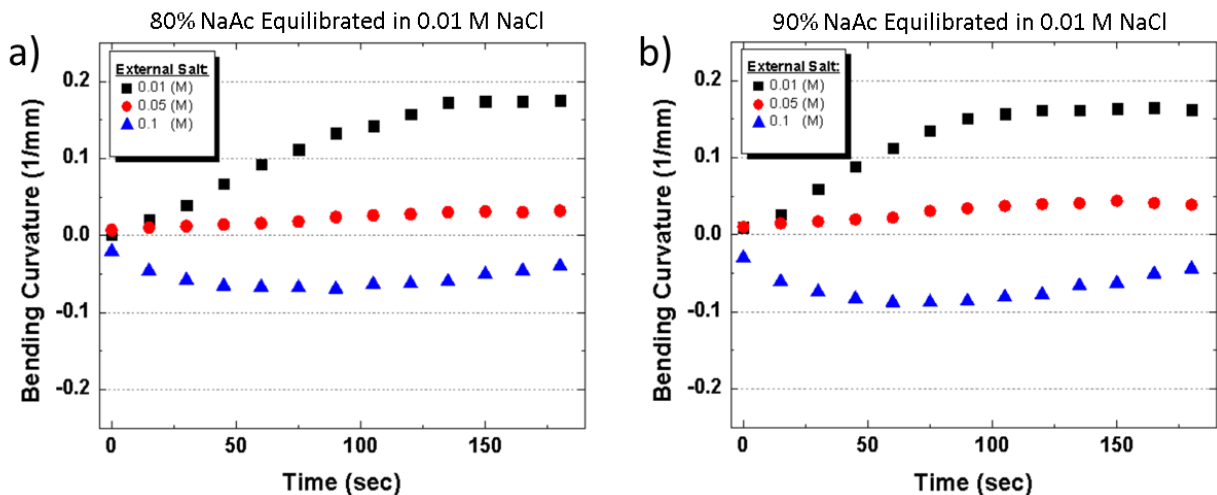 80% NaAc Equilibrated in 0.01 M NaCl
a)
External Salt:
0.01 (M)
0.05 (M)
0.1 (M)
0.2
0.1
0.0
-0.1
-0.2
Bending Curvature (1/mm)
0 50 100 150
Time (sec)
90% NaAc Equilibrated in 0.01 M NaCl
b)
External Salt:
0.01 (M)
0.05 (M)
0.1 (M)
0.2
0.1
0.0
-0.1
-0.2
Bending Curvature (1/mm)
0 50 100 150
Time (sec)